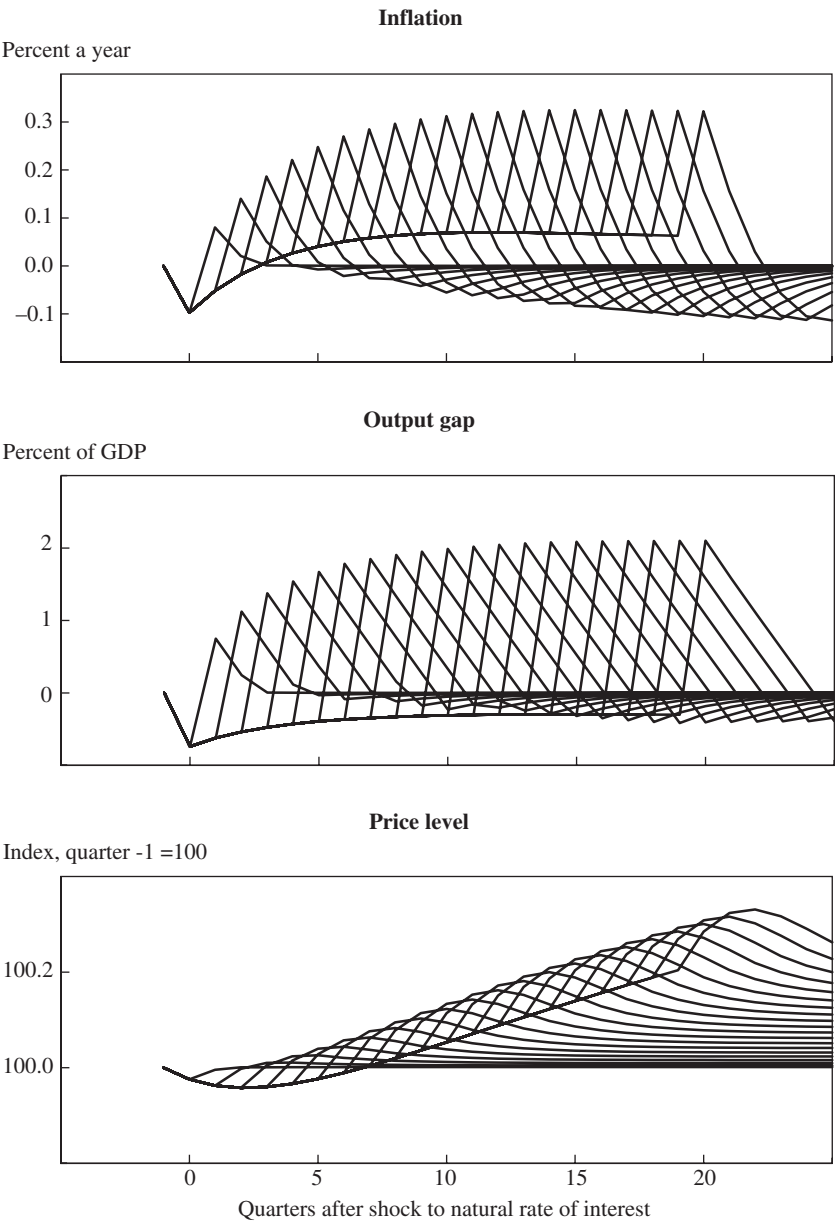 Inflation
Percent a year
0.3
0.2
0.1
0.0
–0.1
Output gap
Percent of GDP
2
1
0
Price level
Index, quarter -1 =100
100.2
100.0
0 5 10 15 20
Quarters after shock to natural rate of interest